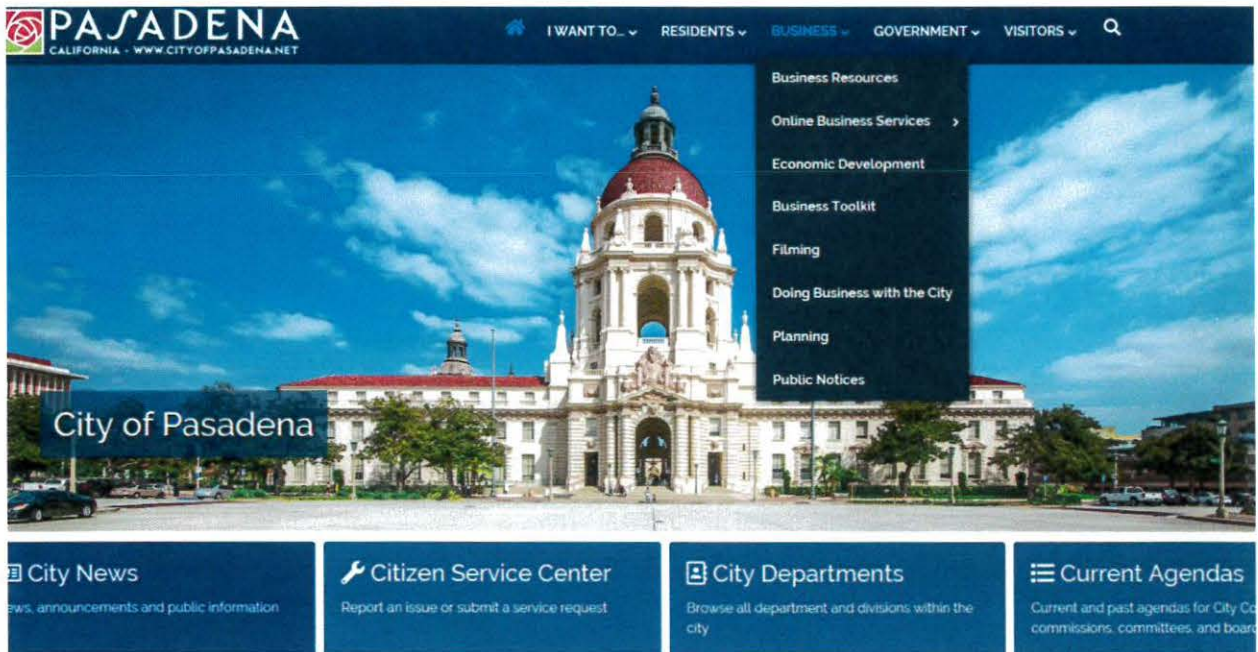 PASADENA
CALIFORNIA - WWW.CITYOFPASADENA.NET
I WANT TO...
RESIDENTS
BUSINESS
GOVERNMENT
VISITORS
Business Resources
Online Business Services
Economic Development
Business Toolkit
Filming
Doing Business with the City
Planning
Public Notices
City of Pasadena
City News
ews, announcements and public information
Citizen Service Center
Report an issue or submit a service request
City Departments
Browse all department and divisions within the
city
Current Agendas
Current and past agendas for City Co
commissions, committees, and board